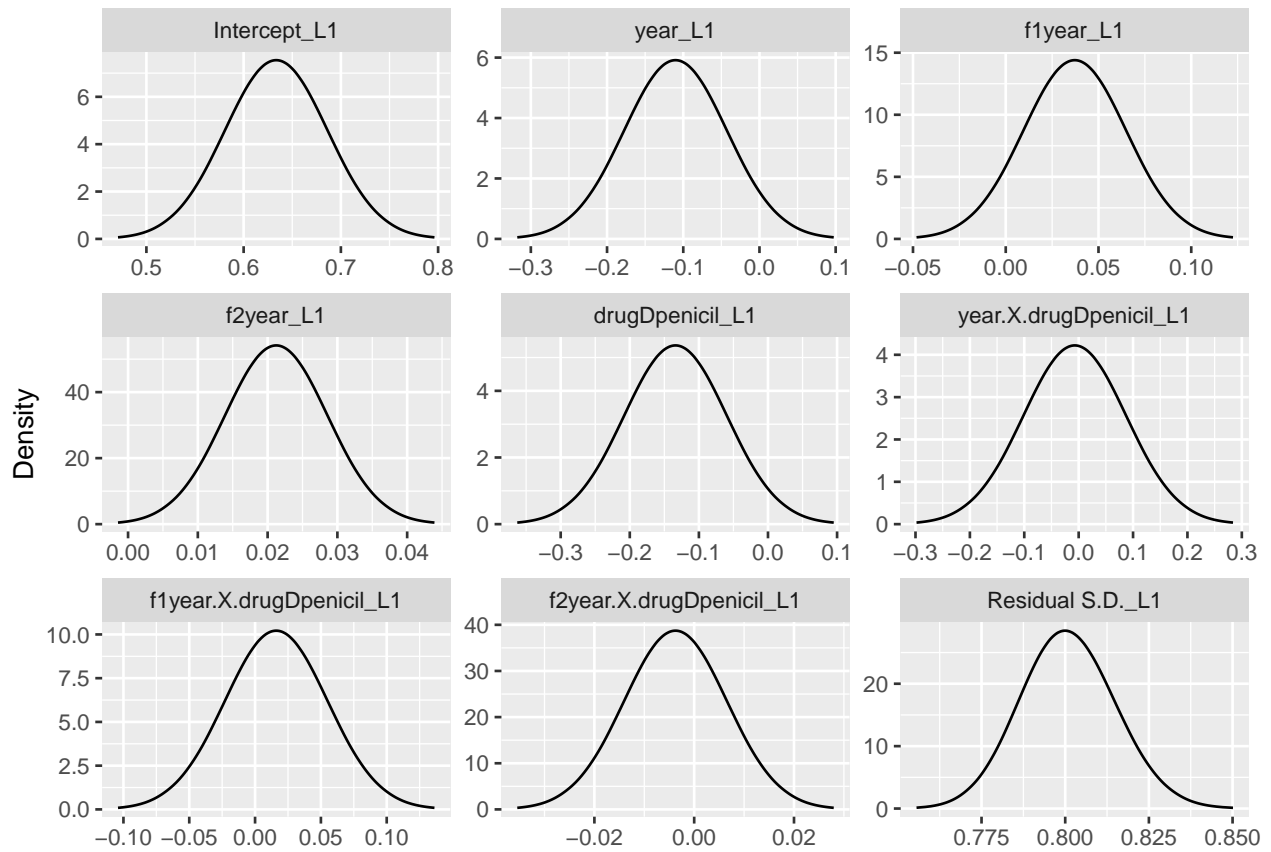 Intercept_L1
year_L1
f1year_L1
6
4
2
0
0.5 0.6 0.7 0.8
6
4
2
0
−0.3 −0.2 −0.1 0.0 0.1
15
10
5
0
−0.05 0.00 0.05 0.10
Density
f2year_L1
drugDpenicil_L1
year.X.drugDpenicil_L1
40
20
0
0.00 0.01 0.02 0.03 0.04
4
2
0
−0.3 −0.2 −0.1 0.0 0.1
4
3
2
1
0
−0.3 −0.2 −0.1 0.0 0.1 0.2 0.3
f1year.X.drugDpenicil_L1
f2year.X.drugDpenicil_L1
Residual S.D._L1
10.0
7.5
5.0
2.5
0.0
−0.10 −0.05 0.00 0.05 0.10
40
30
20
10
0
−0.02 0.00 0.02
20
10
0
0.775 0.800 0.825 0.850